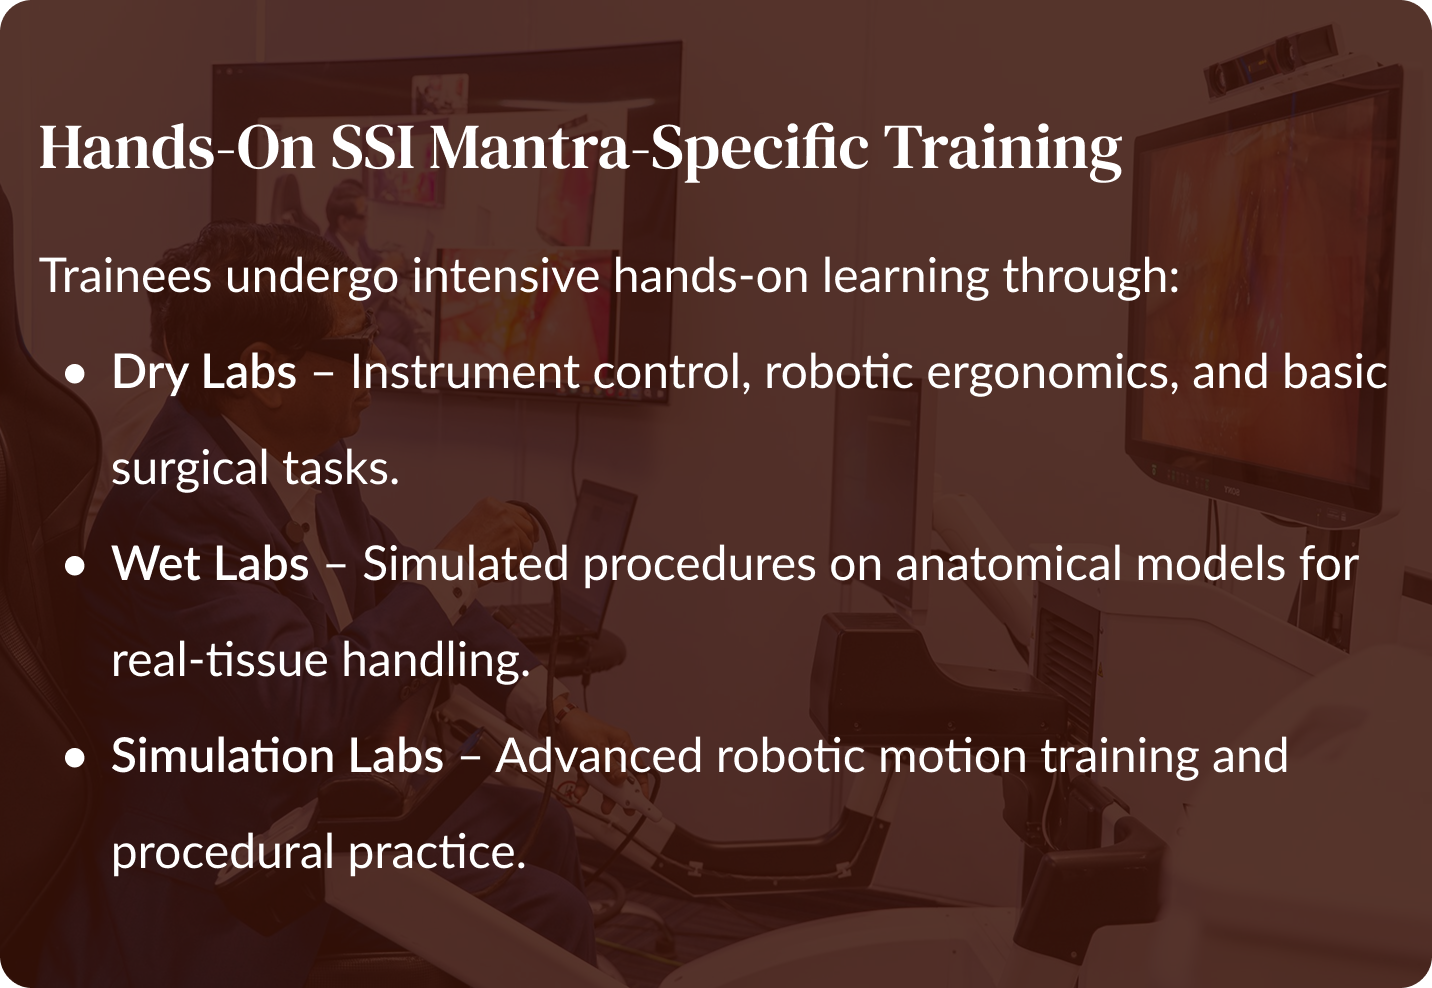 Hands-On SSI Mantra-Specific Training
Trainees undergo intensive hands-on learning through:
● Dry Labs – Instrument control, robotic ergonomics, and basic
surgical tasks.
● Wet Labs – Simulated procedures on anatomical models for
real-tissue handling.
● Simulation Labs – Advanced robotic motion training and
procedural practice.